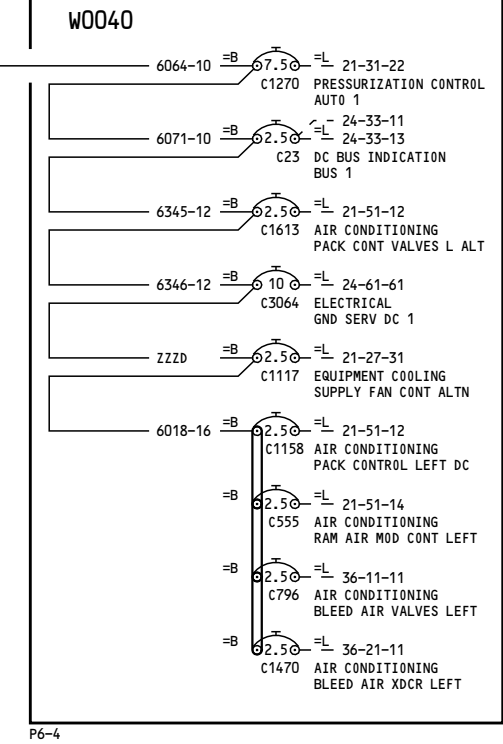 W0040
6064-10 =B 7.5 =L 21-31-22
C1270 PRESSURIZATION CONTROL
AUTO 1
24-33-11
6071-10 =B 2.5 =L 24-33-13
C23 DC BUS INDICATION
BUS 1
6345-12 =B 2.5 =L 21-51-12
C1613 AIR CONDITIONING
PACK CONT VALVES L ALT
6346-12 =B 10 =L 24-61-61
C3064 ELECTRICAL
GND SERV DC 1
ZZZD =B 2.5 =L 21-27-31
C1117 EQUIPMENT COOLING
SUPPLY FAN CONT ALTN
6018-16 =B 2.5 =L 21-51-12
C1158 AIR CONDITIONING
PACK CONTROL LEFT DC
=B 2.5 =L 21-51-14
C555 AIR CONDITIONING
RAM AIR MOD CONT LEFT
=B 2.5 =L 36-11-11
C796 AIR CONDITIONING
BLEED AIR VALVES LEFT
=B 2.5 =L 36-21-11
C1470 AIR CONDITIONING
BLEED AIR XDCR LEFT
P6-4